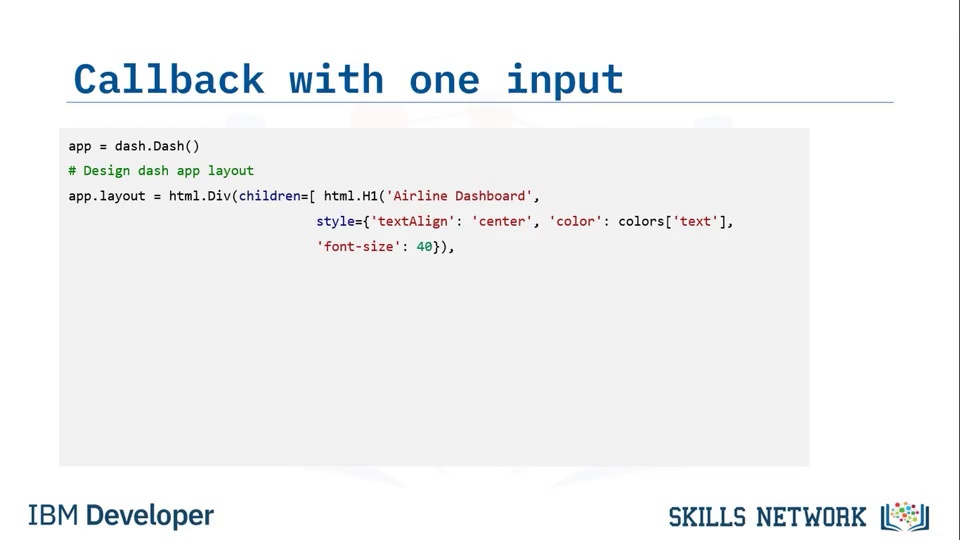 Callback with one input
app = dash.Dash()
# Design dash app layout
app.layout = html.Div(children=[ html.H1('Airline Dashboard',
style={'textAlign': 'center', 'color': colors['text'],
'font-size': 40}),
IBM Developer
SKILLS NETWORK